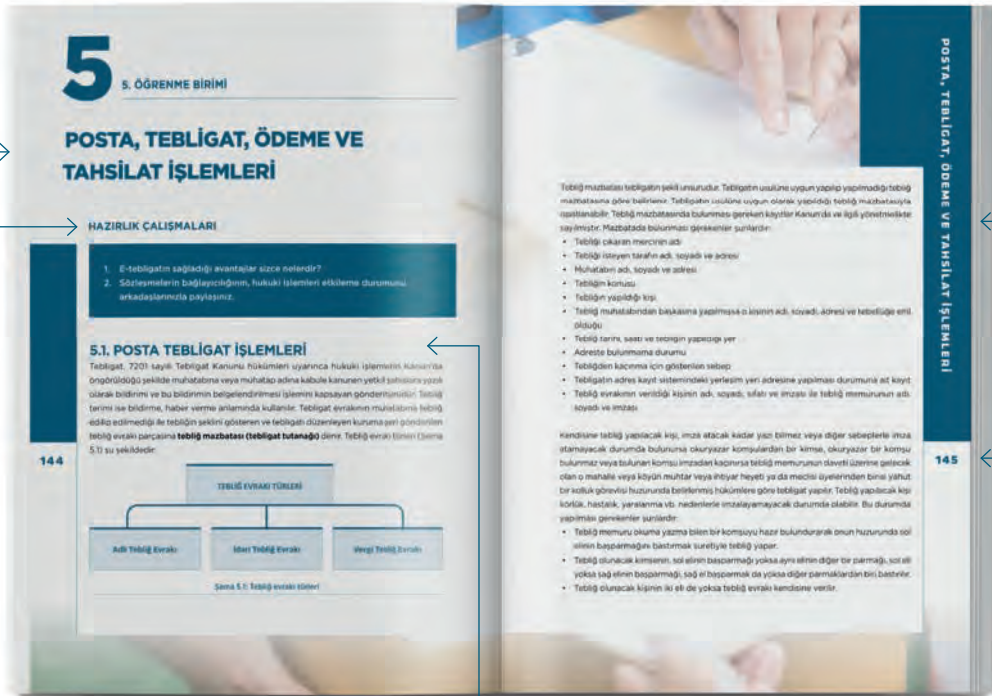 5
5. ÖĞRENME BİRİMİ
POSTA, TEBLİGAT, ÖDEME VE
TAHSİLAT İŞLEMLERİ
HAZIRLIK ÇALIŞMALARI
1. E-tebligatın sağladığı avantajlar sizce nelerdir?
2. Sözleşmelerin bağlayıcılığının, hukuki işlemleri etkileme durumunu
arkadaşlarınızla paylaşınız.
5.1. POSTA TEBLİGAT İŞLEMLERİ
Tebligat, 7201 sayılı Tebligat Kanunu hükümleri uyarınca hukuki işlemlerin Kanun'da
öngörüldüğü şekilde muhatabına veya muhatap adına kabule kanunen yetkili şahıslara yazılı
olarak bildirimi ve bu bildirimin belgelendirilmesi işlemini kapsayan gönderi türüdür. Tebliğ
terimi ise bildirme, haber verme anlamında kullanılır. Tebligat evrakının muhatabına tebliğ
edilip edilmediği ile tebliğin şeklini gösteren ve tebligatı düzenleyen kuruma geri gönderilen
tebliğ evrakı parçasına tebliğ mazbatası (tebligat tutanağı) denir. Tebliğ evrakı türleri (Şema
5.1) şu şekildedir:
TEBLİĞ EVRAKI TÜRLERİ
Adli Tebliğ Evrakı
İdari Tebliğ Evrakı
Vergi Tebliğ Evrakı
Şema 5.1: Tebliğ evrakı türleri
144
Tebliğ mazbatası tebligatın şekil unsurudur. Tebligatın usulüne uygun yapılıp yapılmadığı tebliğ
mazbatasına göre belirlenir. Tebligatın usulüne uygun olarak yapıldığı tebliğ mazbatasıyla
ispatlanabilir. Tebliğ mazbatasında bulunması gereken kayıtlar Kanun'da ve ilgili yönetmelikte
sayılmıştır. Mazbatada bulunması gerekenler şunlardır:
• Tebliği çıkaran merciinin adı
• Tebliği isteyen tarafın adı, soyadı ve adresi
• Muhatabın adı, soyadı ve adresi
• Tebliğin konusu
• Tebliğin yapıldığı kişi
• Tebliğ muhatabından başkasına yapılmışsa o kişinin adı, soyadı, adresi ve tebellüğe ehil
olduğu
• Tebliğ tarihi, saati ve tebliğin yapıldığı yer
• Adreste bulunmama durumu
• Tebliğden kaçınma için gösterilen sebep
• Tebligatın adres kayıt sistemindeki yerleşim yeri adresine yapılması durumuna ait kayıt
• Tebliğ evrakının verildiği kişinin adı, soyadı, sıfatı ve imzası ile tebliğ memurunun adı,
soyadı ve imzası
Kendisine tebliğ yapılacak kişi, imza atacak kadar yazı bilmez veya diğer sebeplerle imza
atamayacak durumda bulunursa okuryazar komşulardan bir kimse, okuryazar bir komşu
bulunmaz veya bulunan komşu imzadan kaçınırsa tebliğ memurunun daveti üzerine gelecek
olan o mahalle veya köyün muhtar veya ihtiyar heyeti ya da meclisi üyelerinden birisi yahut
bir kolluk görevlisi huzurunda belirlenmiş hükümlere göre tebligat yapılır. Tebliğ yapılacak kişi
körlük, hastalık, yaralanma vb. nedenlerle imzalayamayacak durumda olabilir. Bu durumda
yapılması gerekenler şunlardır:
• Tebliğ memuru okuma yazma bilen bir komşuyu hazır bulundurarak onun huzurunda sol
elinin başparmağını bastırmak suretiyle tebliğ yapar.
• Tebliğ olunacak kimsenin, sol elinin başparmağı yoksa aynı elinin diğer bir parmağı, sol eli
yoksa sağ elinin başparmağı, sağ el başparmak da yoksa diğer parmaklardan biri bastırılır.
• Tebliğ olunacak kişinin iki eli de yoksa tebliğ evrakı kendisine verilir.
POSTA, TEBLİGAT, ÖDEME VE TAHSİLAT İŞLEMLERİ
145